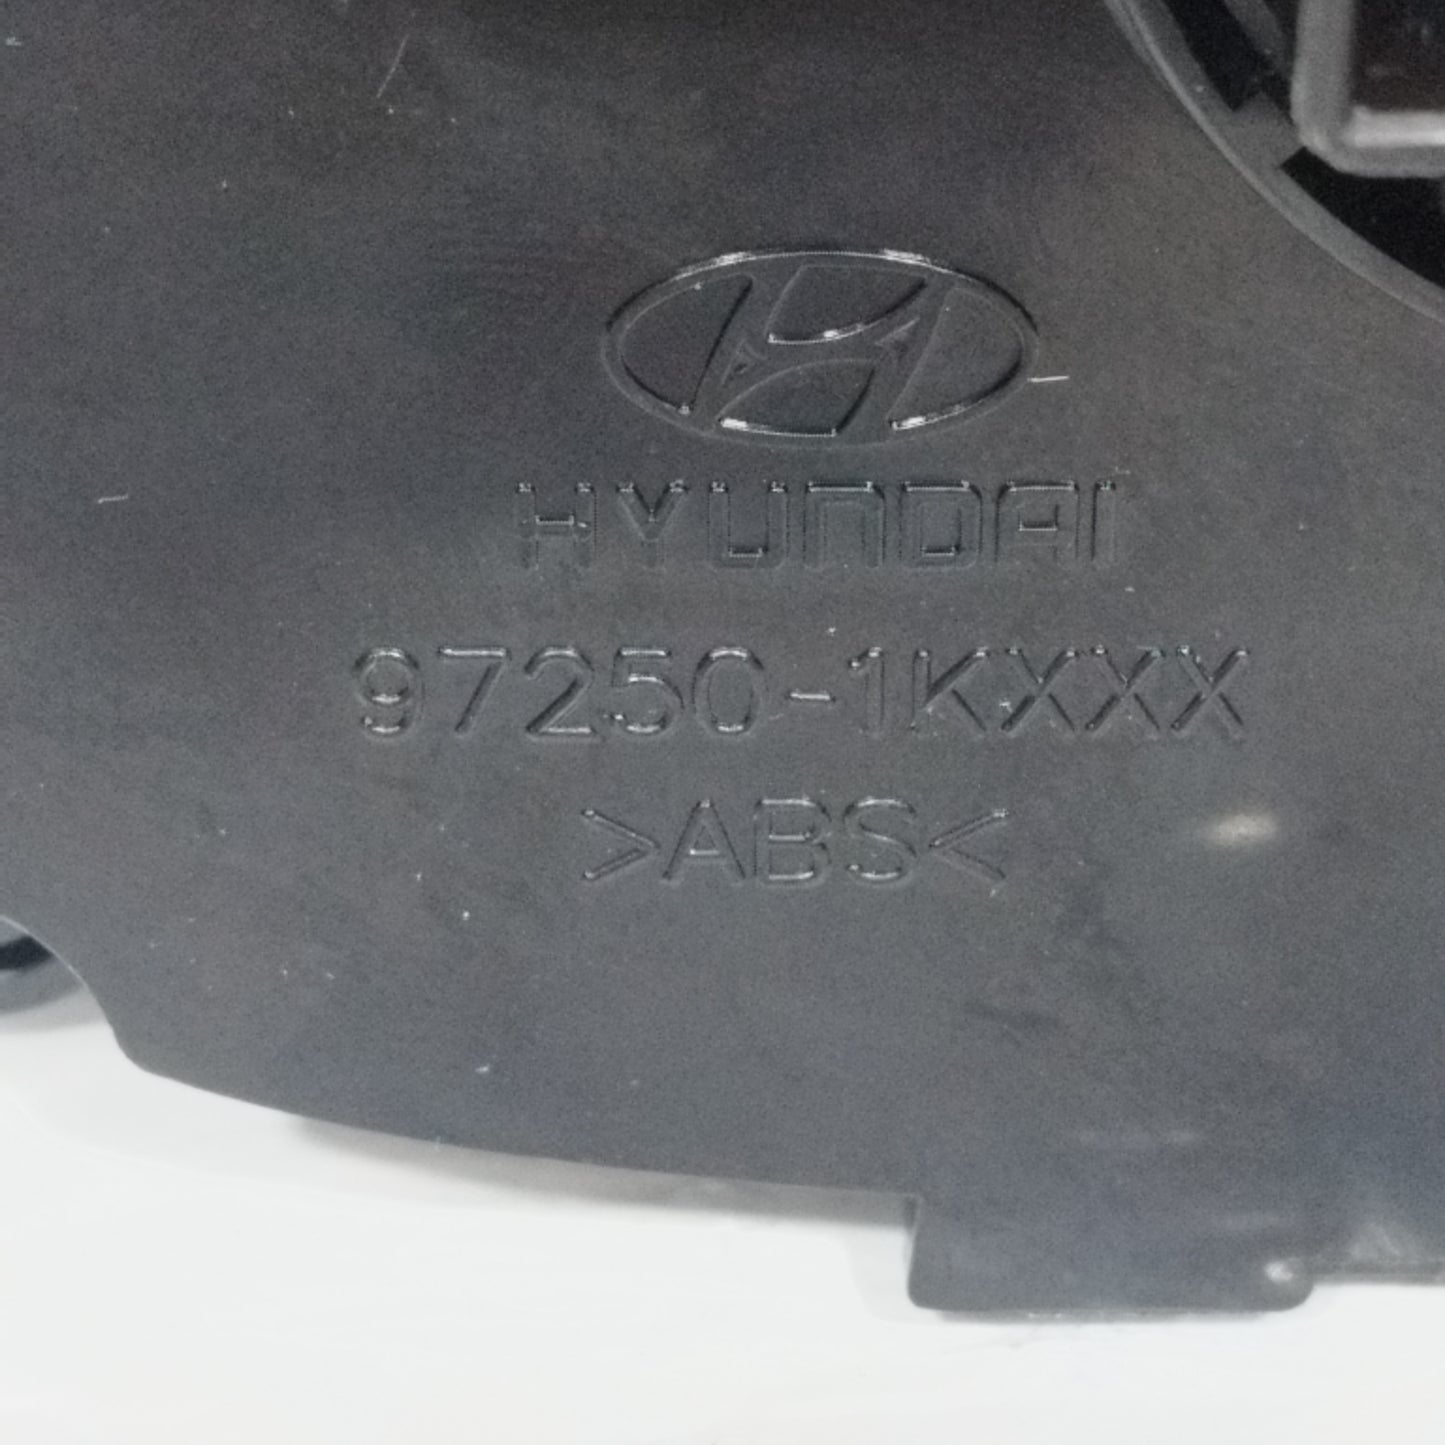 HYUNDAI
97250-1KXXX
>ABS<